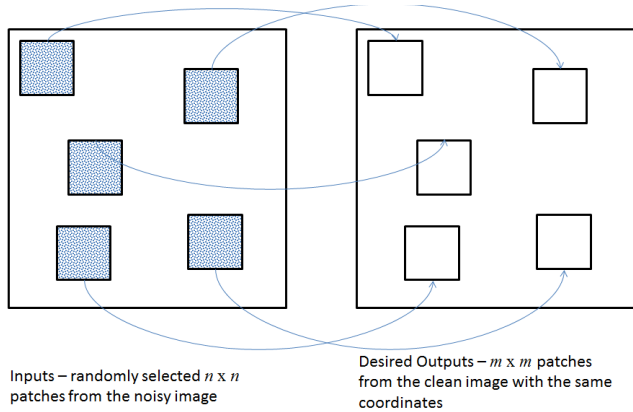 Inputs – randomly selected n x n
patches from the noisy image
Desired Outputs – m x m patches
from the clean image with the same
coordinates